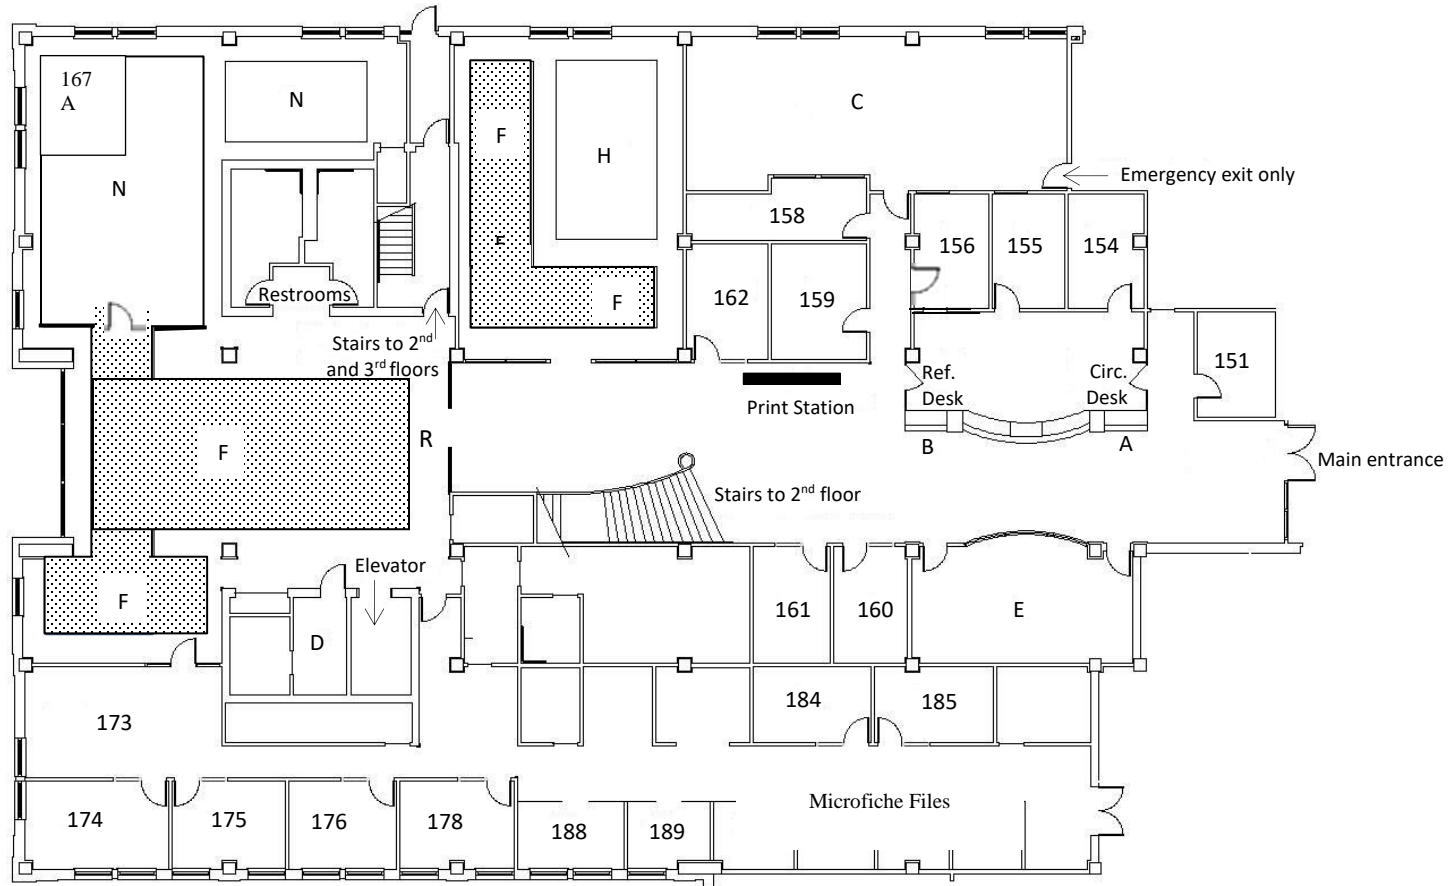 167
A
N
C
F
H
N
Emergency exit only
158
156
155
154
Restrooms
F
162
159
Stairs to 2nd
and 3rd floors
151
Ref.
Desk
Circ.
Desk
Print Station
R
F
B
A
Main entrance
Stairs to 2nd floor
Elevator
F
161
160
E
D
184
185
173
Microfiche Files
174
175
176
178
188
189